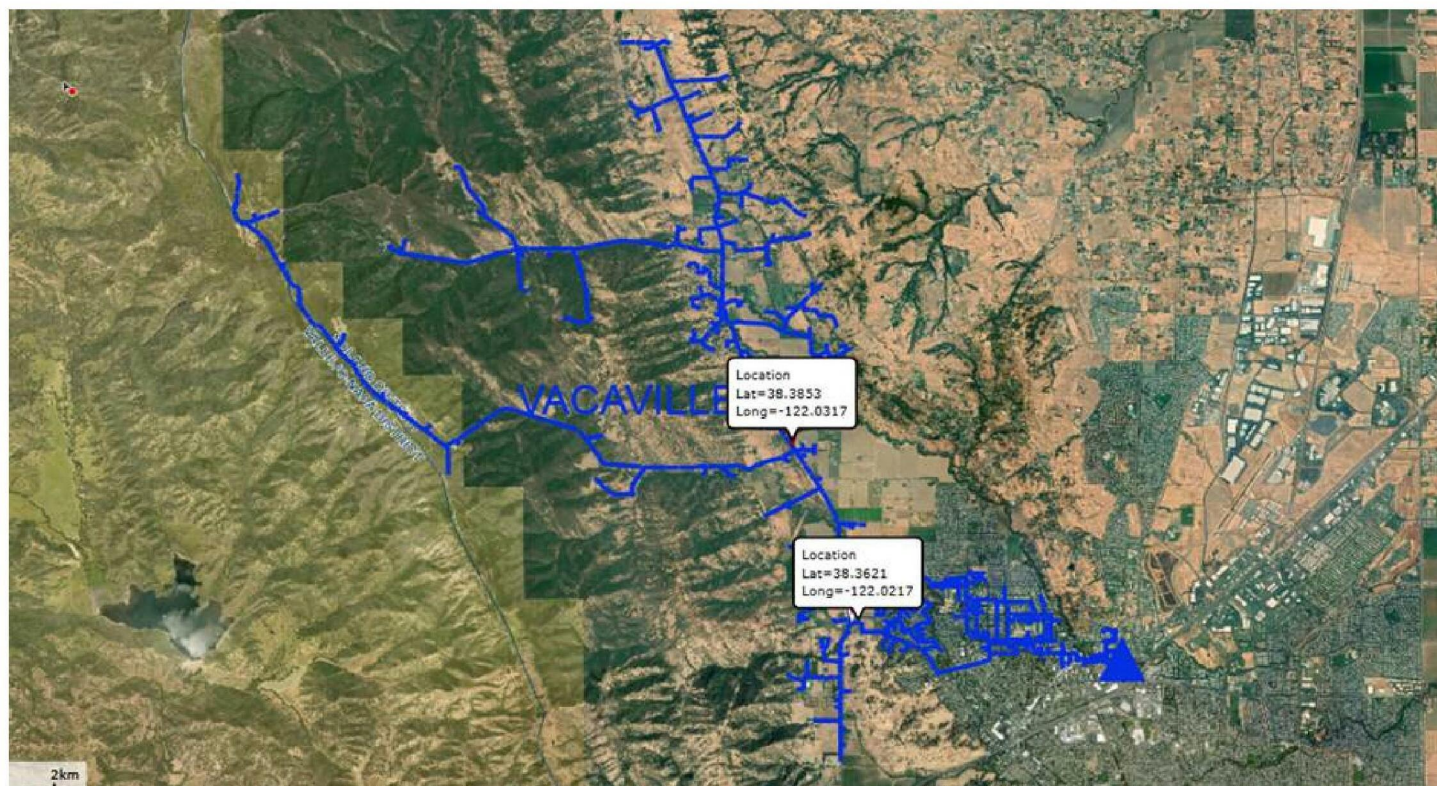 VACAVILLE
Location
Lat=38.3853
Long=-122.0317
Location
Lat=38.3621
Long=-122.0217
2km